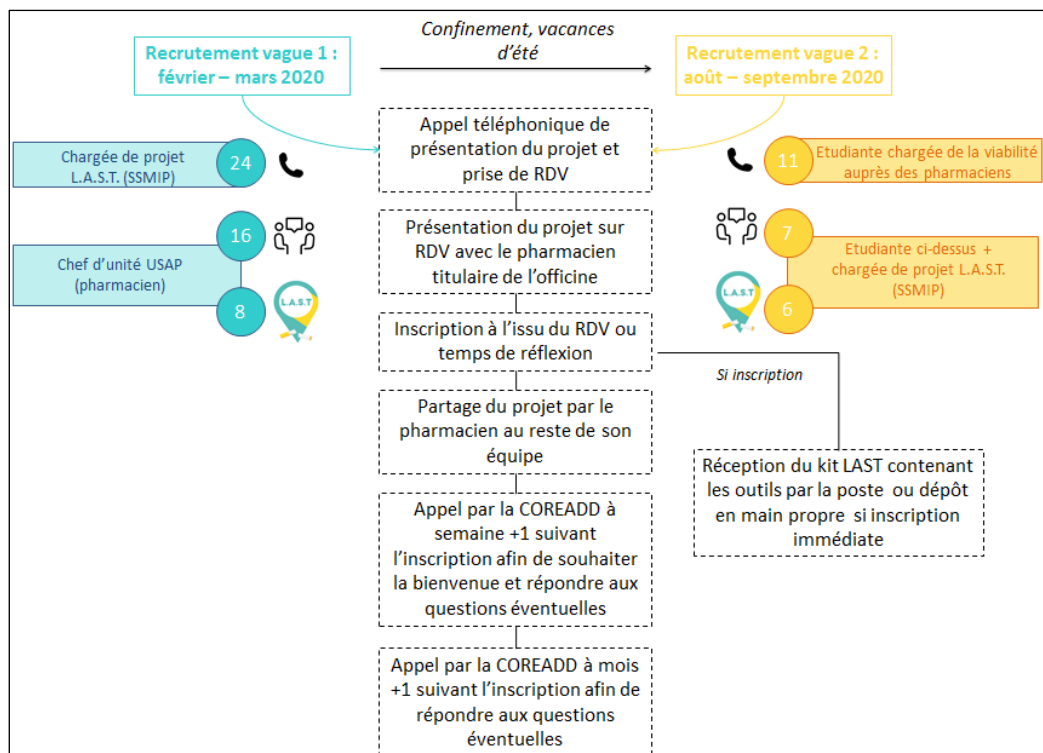 Confinement, vacances
d’été
Recrutement vague 1 :
février – mars 2020
Recrutement vague 2 :
août – septembre 2020
Appel téléphonique de
présentation du projet et
prise de RDV
Chargée de projet
L.A.S.T. (SSMIP)
24
11
Etudiante chargée de la viabilité
auprès des pharmaciens
Présentation du projet sur
RDV avec le pharmacien
titulaire de l’officine
16
Chef d’unité USAP
(pharmacien)
8
L.A.S.T
7
Etudiante ci-dessus +
chargée de projet L.A.S.T.
(SSMIP)
L.A.S.T
6
Inscription à l’issu du RDV ou
temps de réflexion
Si inscription
Partage du projet par le
pharmacien au reste de son
équipe
Réception du kit LAST contenant
les outils par la poste ou dépôt
en main propre si inscription
immédiate
Appel par la COREADD à
semaine +1 suivant
l’inscription afin de souhaiter
la bienvenue et répondre aux
questions éventuelles
Appel par la COREADD à mois
+1 suivant l’inscription afin de
répondre aux questions
éventuelles